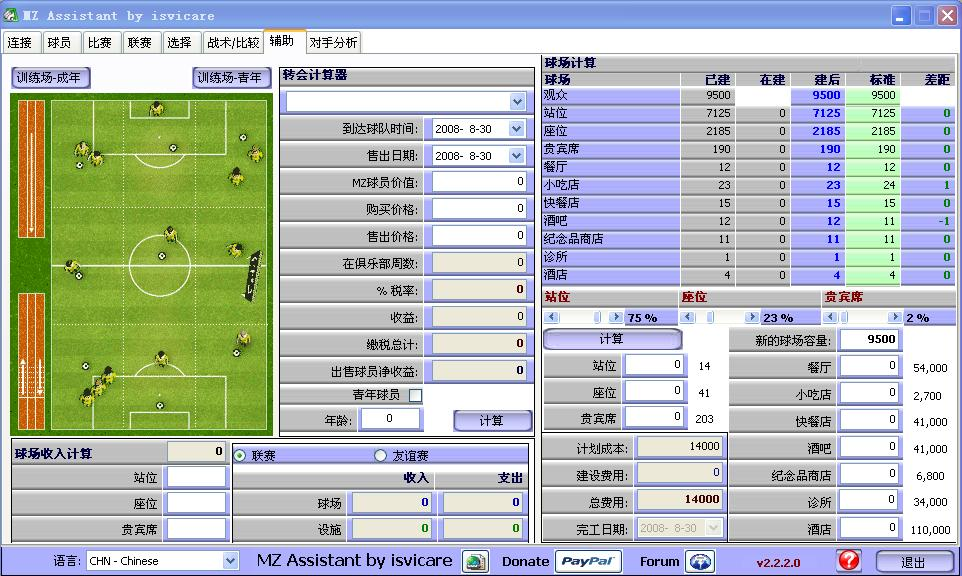 MZ Assistant by isvicare
连接 球员 比赛 联赛 选择 战术/比较 辅助 对手分析
训练场-成年 训练场-青年
转会计算器
到达球队时间: 2008- 8-30
售出日期: 2008- 8-30
MZ球员价值: 0
购买价格: 0
售出价格: 0
在俱乐部周数: 0
% 税率: 0
收益: 0
缴税总计: 0
出售球员净收益: 0
青年球员
年龄: 0 计算
球场计算
球场 已建 在建 建后 标准 差距
观众 9500 9500 9500
站位 7125 0 7125 7125 0
座位 2185 0 2185 2185 0
贵宾席 190 0 190 190 0
餐厅 12 0 12 12 0
小吃店 23 0 23 24 1
快餐店 15 0 15 15 0
酒吧 12 0 12 11 -1
纪念品商店 11 0 11 11 0
诊所 1 0 1 1 0
酒店 4 0 4 4 0
站位 座位 贵宾席
75 % 23 % 2 %
计算
站位 0 14
座位 0 41
贵宾席 0 203
计划成本: 14000
建设费用: 0
总费用: 14000
完工日期: 2008- 8-30
新的球场容量: 9500
餐厅 0 54,000
小吃店 0 2,700
快餐店 0 41,000
酒吧 0 41,000
纪念品商店 0 6,800
诊所 0 34,000
酒店 0 110,000
球场收入计算 0
站位
座位
贵宾席
联赛 友谊赛
收入 支出
球场 0 0
设施 0 0
语言: CHN - Chinese MZ Assistant by isvicare Donate PayPal Forum v2.2.2.0 ? 退出